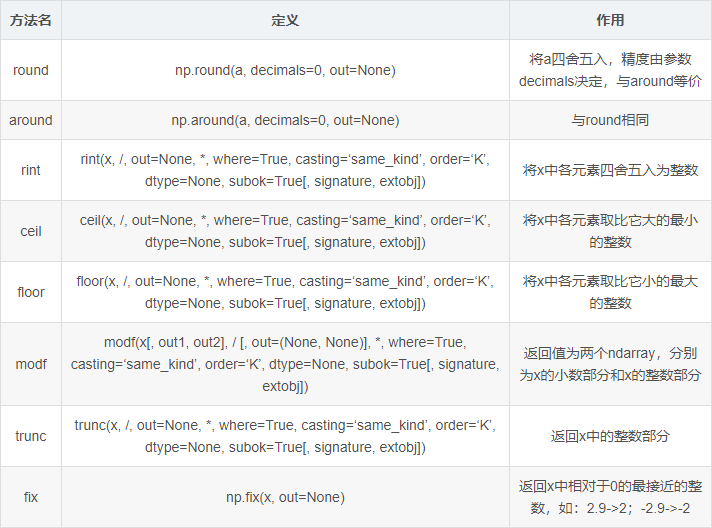 方法名 定义 作用
round np.round(a, decimals=0, out=None) 将a四舍五入，精度由参数
decimals决定，与around等价
around np.around(a, decimals=0, out=None) 与round相同
rint rint(x, /, out=None, *, where=True, casting=‘same_kind’, order=‘K’,
dtype=None, subok=True[, signature, extobj]) 将x中各元素四舍五入为整数
ceil ceil(x, /, out=None, *, where=True, casting=‘same_kind’, order=‘K’,
dtype=None, subok=True[, signature, extobj]) 将x中各元素取比它大的最小
的整数
floor floor(x, /, out=None, *, where=True, casting=‘same_kind’, order=‘K’,
dtype=None, subok=True[, signature, extobj]) 将x中各元素取比它小的最大
的整数
modf modf(x[, out1, out2], / [, out=(None, None)], *, where=True,
casting=‘same_kind’, order=‘K’, dtype=None, subok=True[, signature,
extobj]) 返回值为两个ndarray，分别
为x的小数部分和x的整数部分
trunc trunc(x, /, out=None, *, where=True, casting=‘same_kind’, order=‘K’,
dtype=None, subok=True[, signature, extobj]) 返回x中的整数部分
fix np.fix(x, out=None) 返回x中相对于0的最接近的整
数，如：2.9->2；-2.9->-2